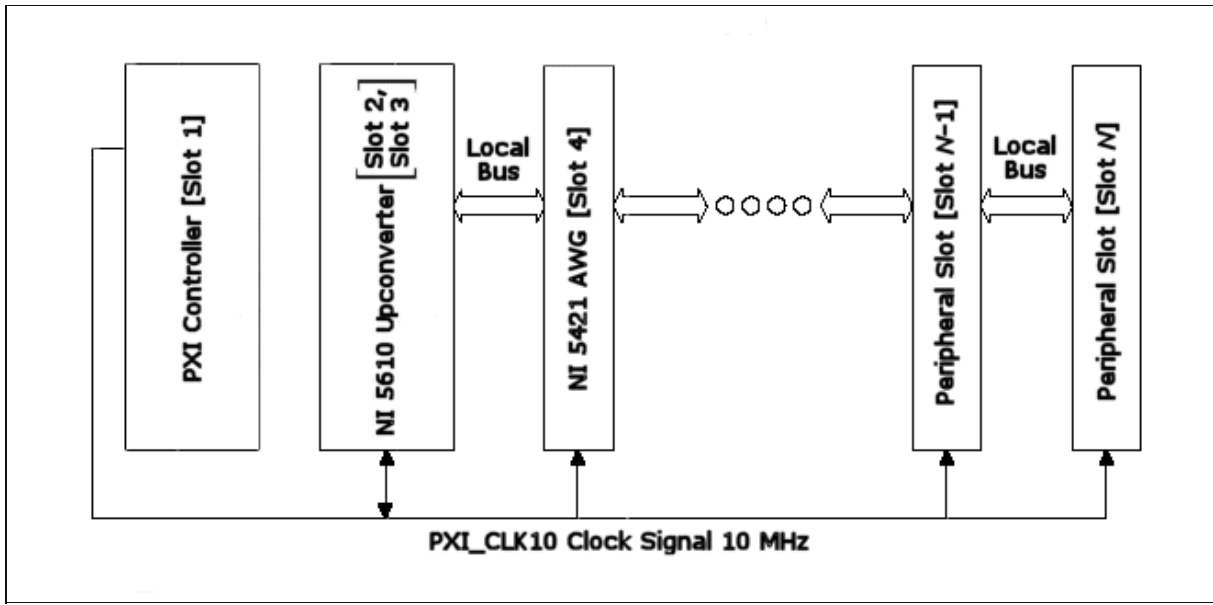 PXI Controller [Slot 1]
NI 5610 Upconverter [Slot 2,
Slot 3]
Local
Bus
NI 5421 AWG [Slot 4]
Peripheral Slot [Slot N-1]
Local
Bus
Peripheral Slot [Slot N]
PXI_CLK10 Clock Signal 10 MHz